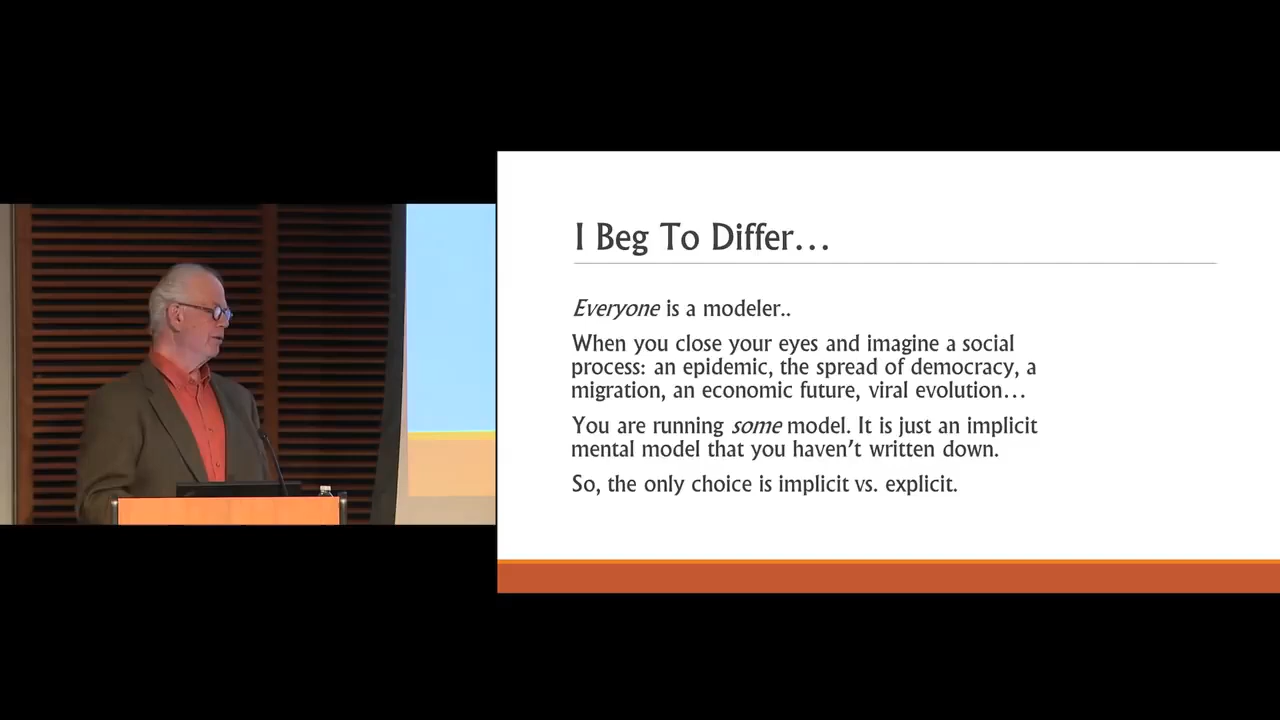 I Beg To Differ…
Everyone is a modeler..
When you close your eyes and imagine a social
process: an epidemic, the spread of democracy, a
migration, an economic future, viral evolution…
You are running some model. It is just an implicit
mental model that you haven’t written down.
So, the only choice is implicit vs. explicit.